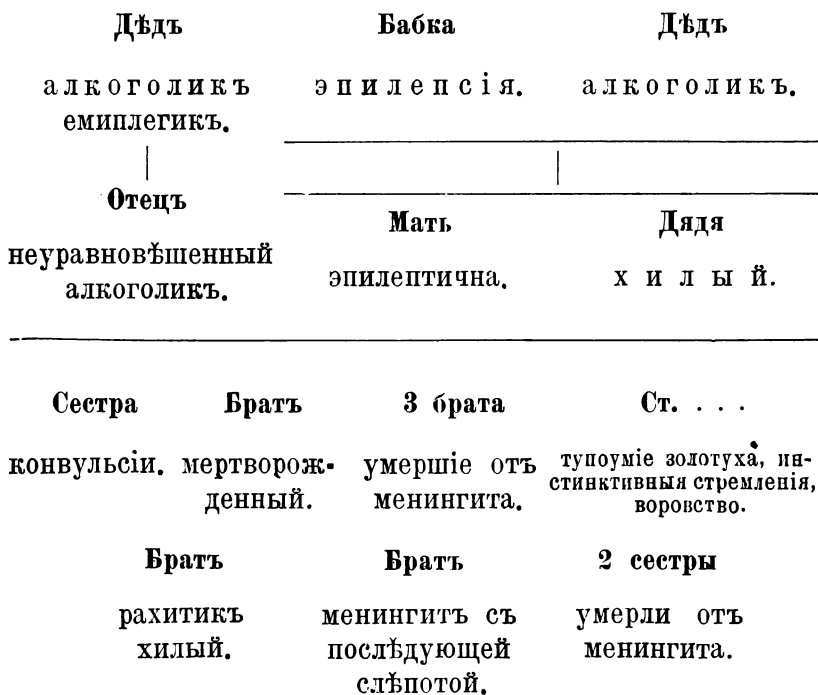 Дѣдъ Бабка Дѣдъ
алкоголикъ эпилепсія. алкоголикъ.
емиплегикъ.
Отецъ
Мать Дядя
неуравновѣшенный
алкоголикъ. эпилептична. хилый.
Сестра Братъ 3 брата Ст. . . .
конвульсіи. мертворож- умершіе отъ тупоуміе золотуха, ин-
денный. менингита. стинктивныя стремленія,
воровство.
Братъ Братъ 2 сестры
рахитикъ менингитъ съ умерли отъ
хилый. послѣдующей менингита.
слѣпотой.